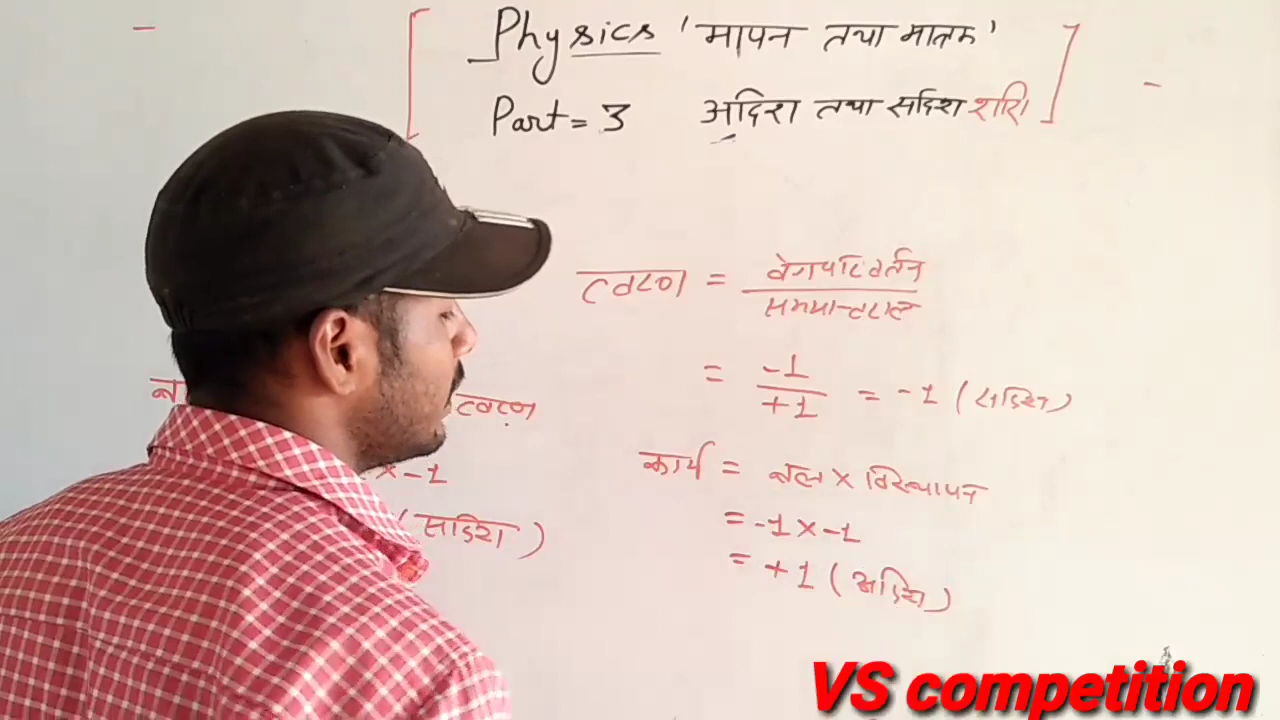 Physics 'मापन तथा मात्रक'
Part = 3 अदिश तथा सदिश राशि
त्वरण = वेग परिवर्तन / समयान्तराल
= -1 / +1 = -1 (सदिश)
त्वरण
× -1
(सदिश)
कार्य = बल × विस्थापन
= -1 × -1
= +1 (अदिश)
VS competition